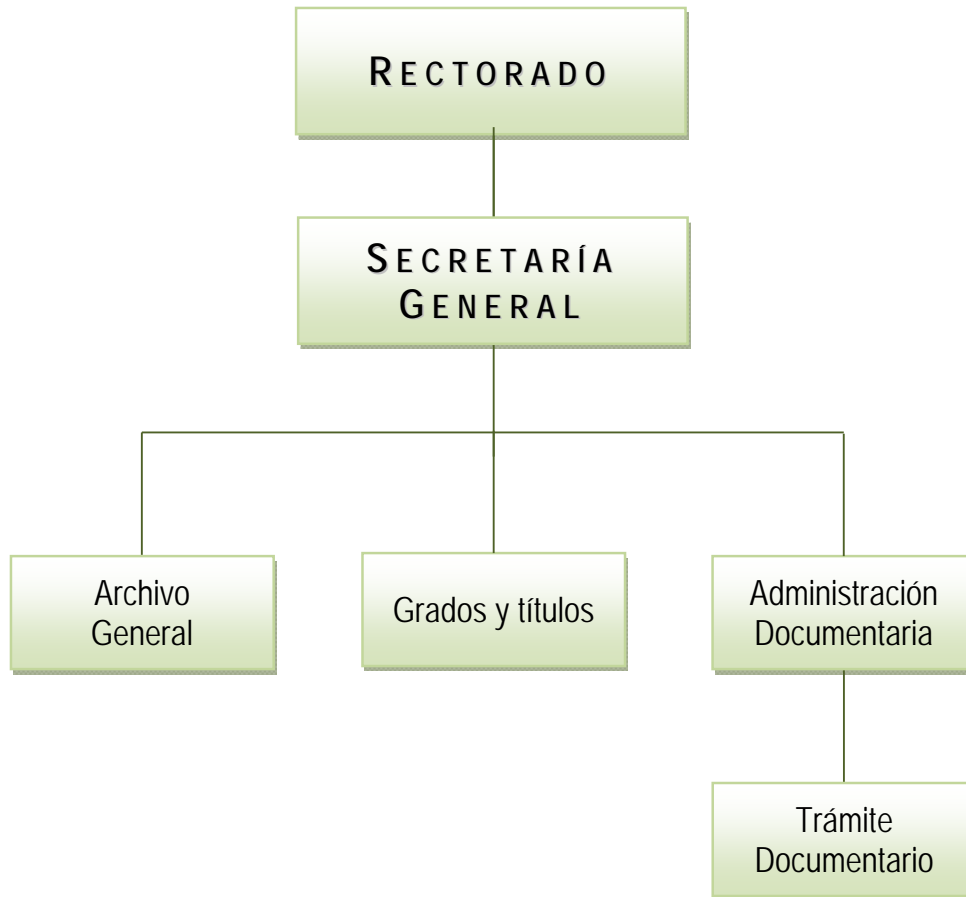 RECTORADO
SECRETARÍA
GENERAL
Archivo
General
Grados y títulos
Administración
Documentaria
Trámite
Documentario